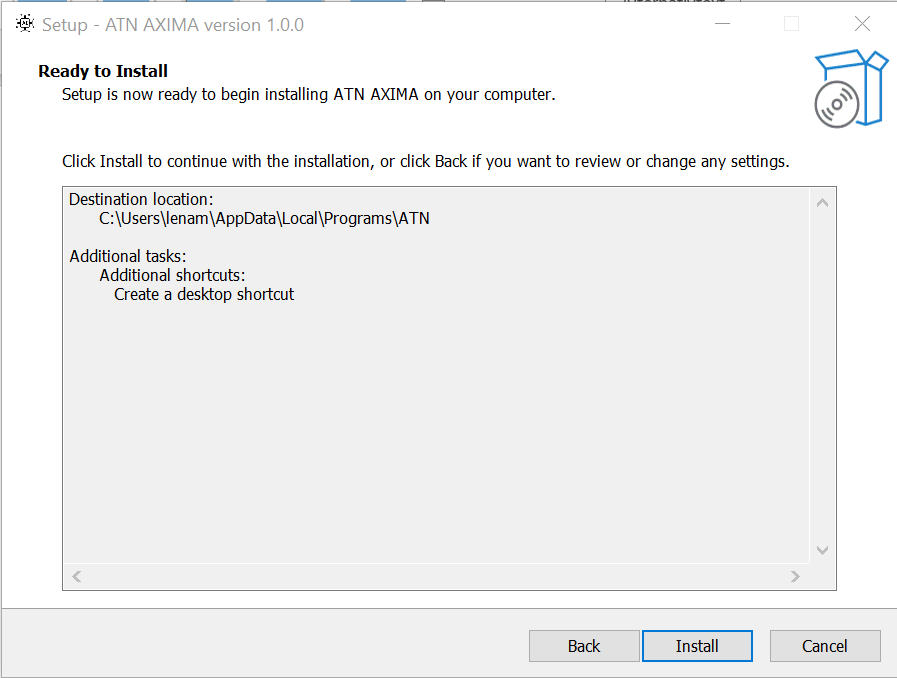 Setup - ATN AXIMA version 1.0.0
Ready to Install
Setup is now ready to begin installing ATN AXIMA on your computer.
Click Install to continue with the installation, or click Back if you want to review or change any settings.
Destination location:
C:\Users\lenam\AppData\Local\Programs\ATN
Additional tasks:
Additional shortcuts:
Create a desktop shortcut
Back
Install
Cancel